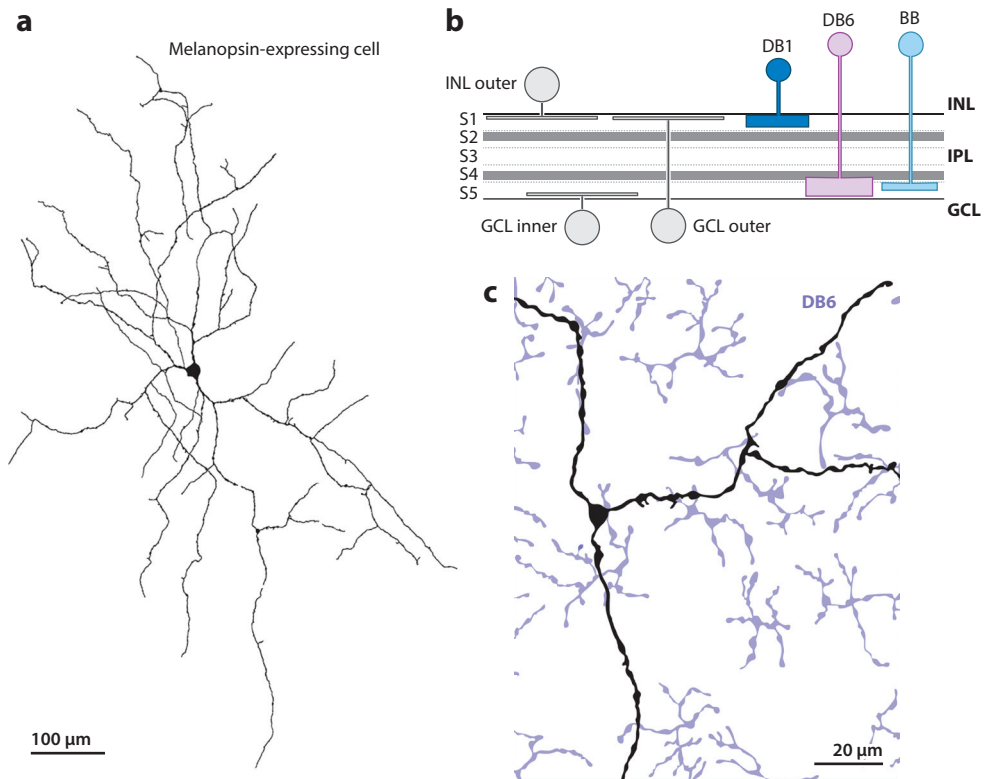 a
Melanopsin-expressing cell
100 µm
b
DB6
BB
DB1
INL outer
INL
S1
S2
S3
IPL
S4
S5
GCL
GCL inner
GCL outer
c
DB6
20 µm